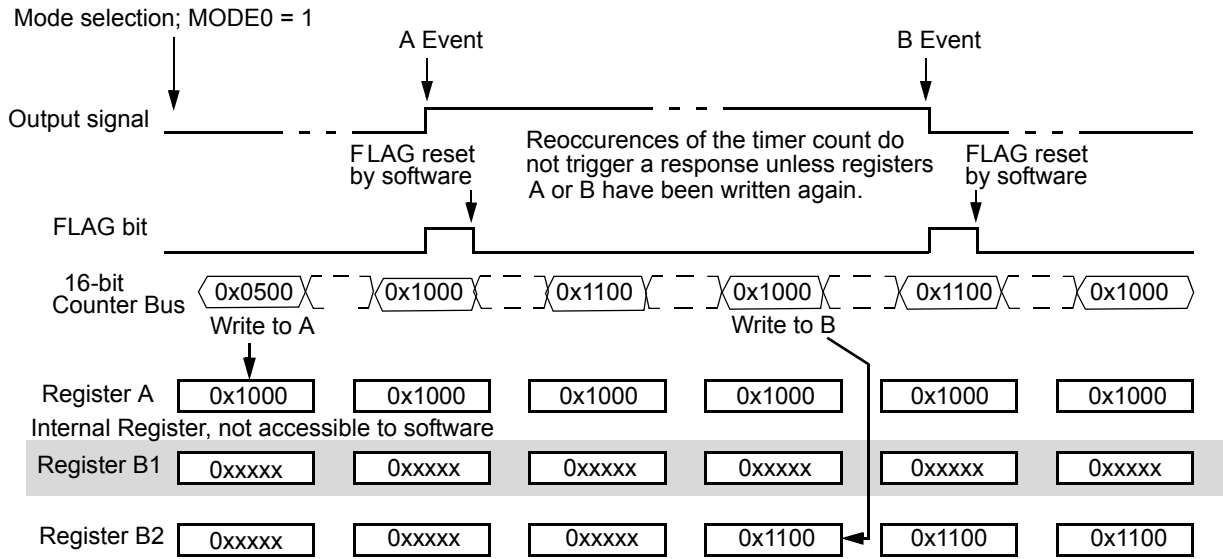 Mode selection; MODE0 = 1
A Event
B Event
Output signal
FLAG reset
by software
Reoccurences of the timer count do
not trigger a response unless registers
A or B have been written again.
FLAG reset
by software
FLAG bit
16-bit
Counter Bus
0x0500 0x1000 0x1100 0x1000 0x1100 0x1000
Write to A
Write to B
Register A 0x1000 0x1000 0x1000 0x1000 0x1000 0x1000
Internal Register, not accessible to software
Register B1 0xxxxx 0xxxxx 0xxxxx 0xxxxx 0xxxxx 0xxxxx
Register B2 0xxxxx 0xxxxx 0xxxxx 0x1100 0x1100 0x1100